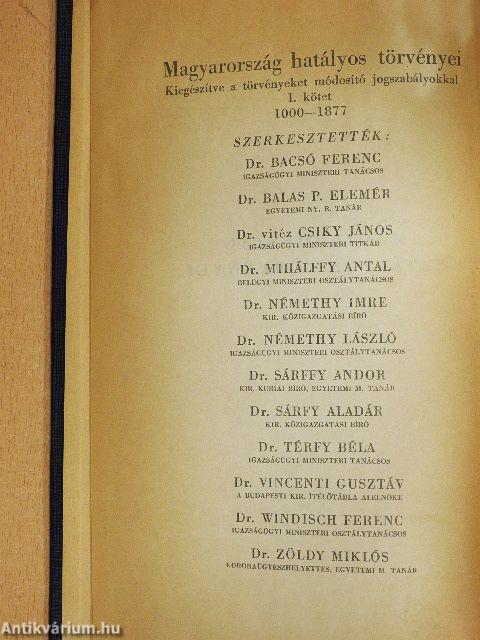 Magyarország hatályos törvényei
Kiegészítve a törvényeket módosító jogszabályokkal
I. kötet
1000—1877
SZERKESZTETTÉK:
Dr. BACSÓ FERENC
IGAZSÁGÜGYI MINISZTERI TANÁCSOS
Dr. BALAS P. ELEMÉR
EGYETEMI NY. R. TANÁR
Dr. vitéz CSIKY JÁNOS
IGAZSÁGÜGYI MINISZTERI TITKÁR
Dr. MIHÁLFFY ANTAL
BELÜGYI MINISZTERI OSZTÁLYTANÁCSOS
Dr. NÉMETHY IMRE
KIR. KÖZIGAZGATÁSI BÍRÓ
Dr. NÉMETHY LÁSZLÓ
IGAZSÁGÜGYI MINISZTERI OSZTÁLYTANÁCSOS
Dr. SÁRFFY ANDOR
KIR. KÚRIAI BÍRÓ, EGYETEMI M. TANÁR
Dr. SÁRFY ALADÁR
KIR. KÖZIGAZGATÁSI BÍRÓ
Dr. TÉRFY BÉLA
IGAZSÁGÜGYI MINISZTERI TANÁCSOS
Dr. VINCENTI GUSZTÁV
A BUDAPESTI KIR. ÍTÉLŐTÁBLA ALELNÖKE
Dr. WINDISCH FERENC
IGAZSÁGÜGYI MINISZTERI OSZTÁLYTANÁCSOS
Dr. ZÖLDY MIKLÓS
KORONAÜGYÉSZHELYETTES, EGYETEMI M. TANÁR
Antikvárium.hu